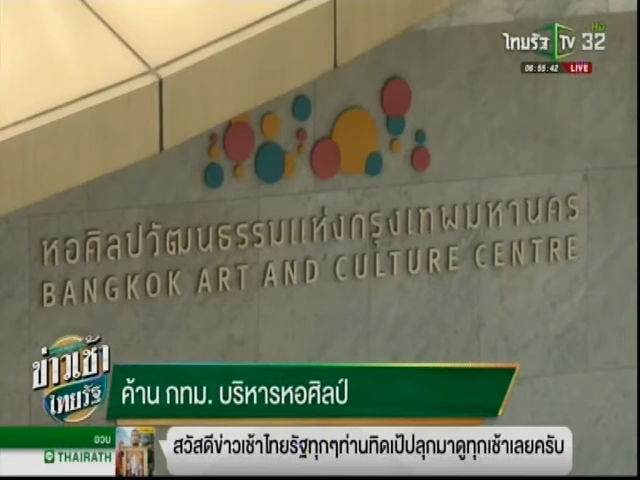 ไทยรัฐ TV 32 HD
06:55:42 LIVE
หอศิลปวัฒนธรรมแห่งกรุงเทพมหานคร
BANGKOK ART AND CULTURE CENTRE
ข่าวเช้า
ไทยรัฐ
ค้าน กทม. บริหารหอศิลป์
อวบ
THAIRATH
สวัสดีข่าวเช้าไทยรัฐทุกๆท่านทิดเป้ปลุกมาดูทุกเช้าเลยครับ